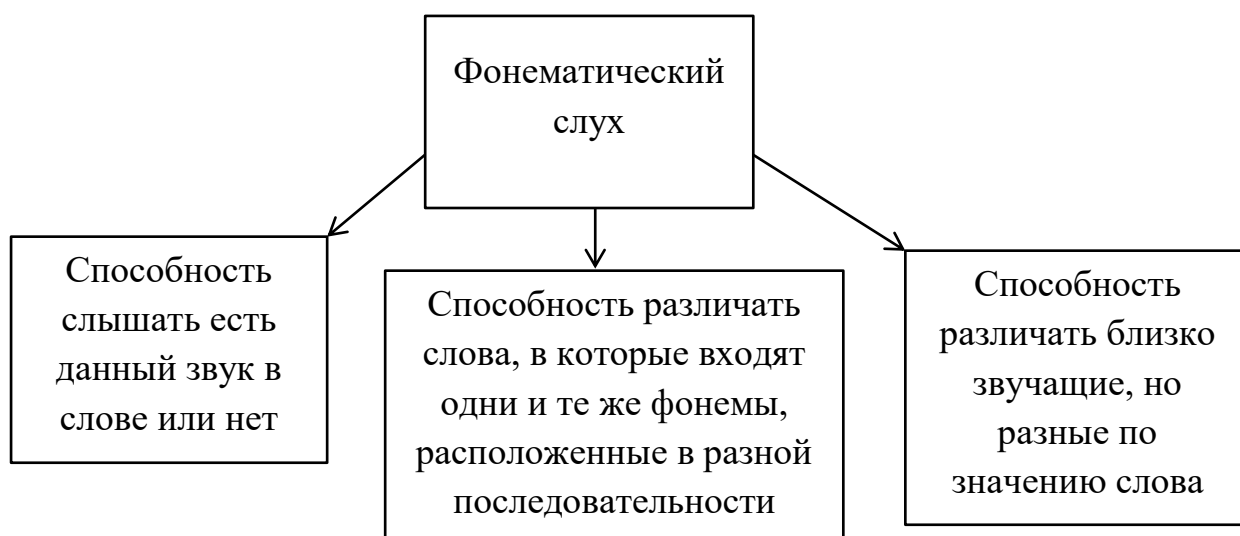 Фонематический
слух
Способность
слышать есть
данный звук в
слове или нет
Способность различать
слова, в которые входят
одни и те же фонемы,
расположенные в разной
последовательности
Способность
различать близко
звучащие, но
разные по
значению слова